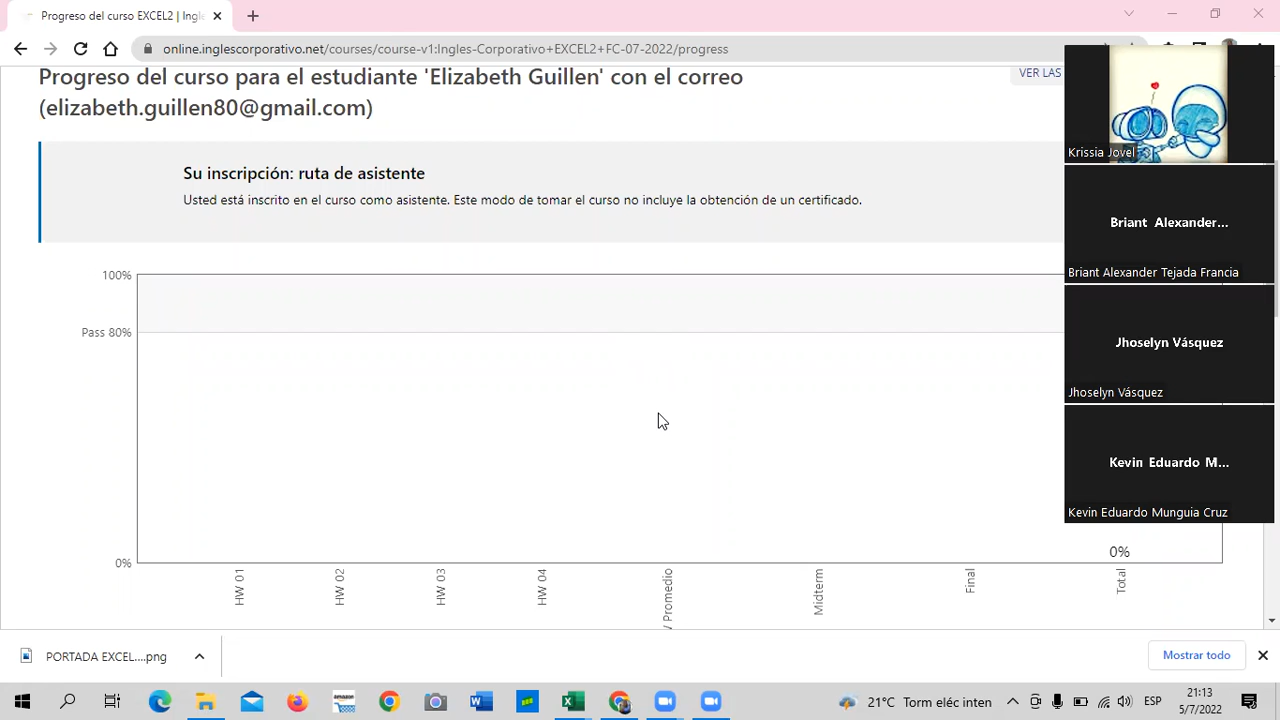 Progreso del curso EXCEL2 | Ingle
online.inglescorporativo.net/courses/course-v1:Ingles-Corporativo+EXCEL2+FC-07-2022/progress
Progreso del curso para el estudiante 'Elizabeth Guillen' con el correo
(elizabeth.guillen80@gmail.com)
VER LAS
Su inscripción: ruta de asistente
Usted está inscrito en el curso como asistente. Este modo de tomar el curso no incluye la obtención de un certificado.
100%
Pass 80%
0%
0%
HW 01
HW 02
HW 03
HW 04
Promedio
Midterm
Final
Total
Krissia Jovel
Briant Alexander...
Briant Alexander Tejada Francia
Jhoselyn Vásquez
Jhoselyn Vásquez
Kevin Eduardo M...
Kevin Eduardo Munguia Cruz
PORTADA EXCEL....png
Mostrar todo
amazon
21°C Torm eléc inten
ESP
21:13
5/7/2022